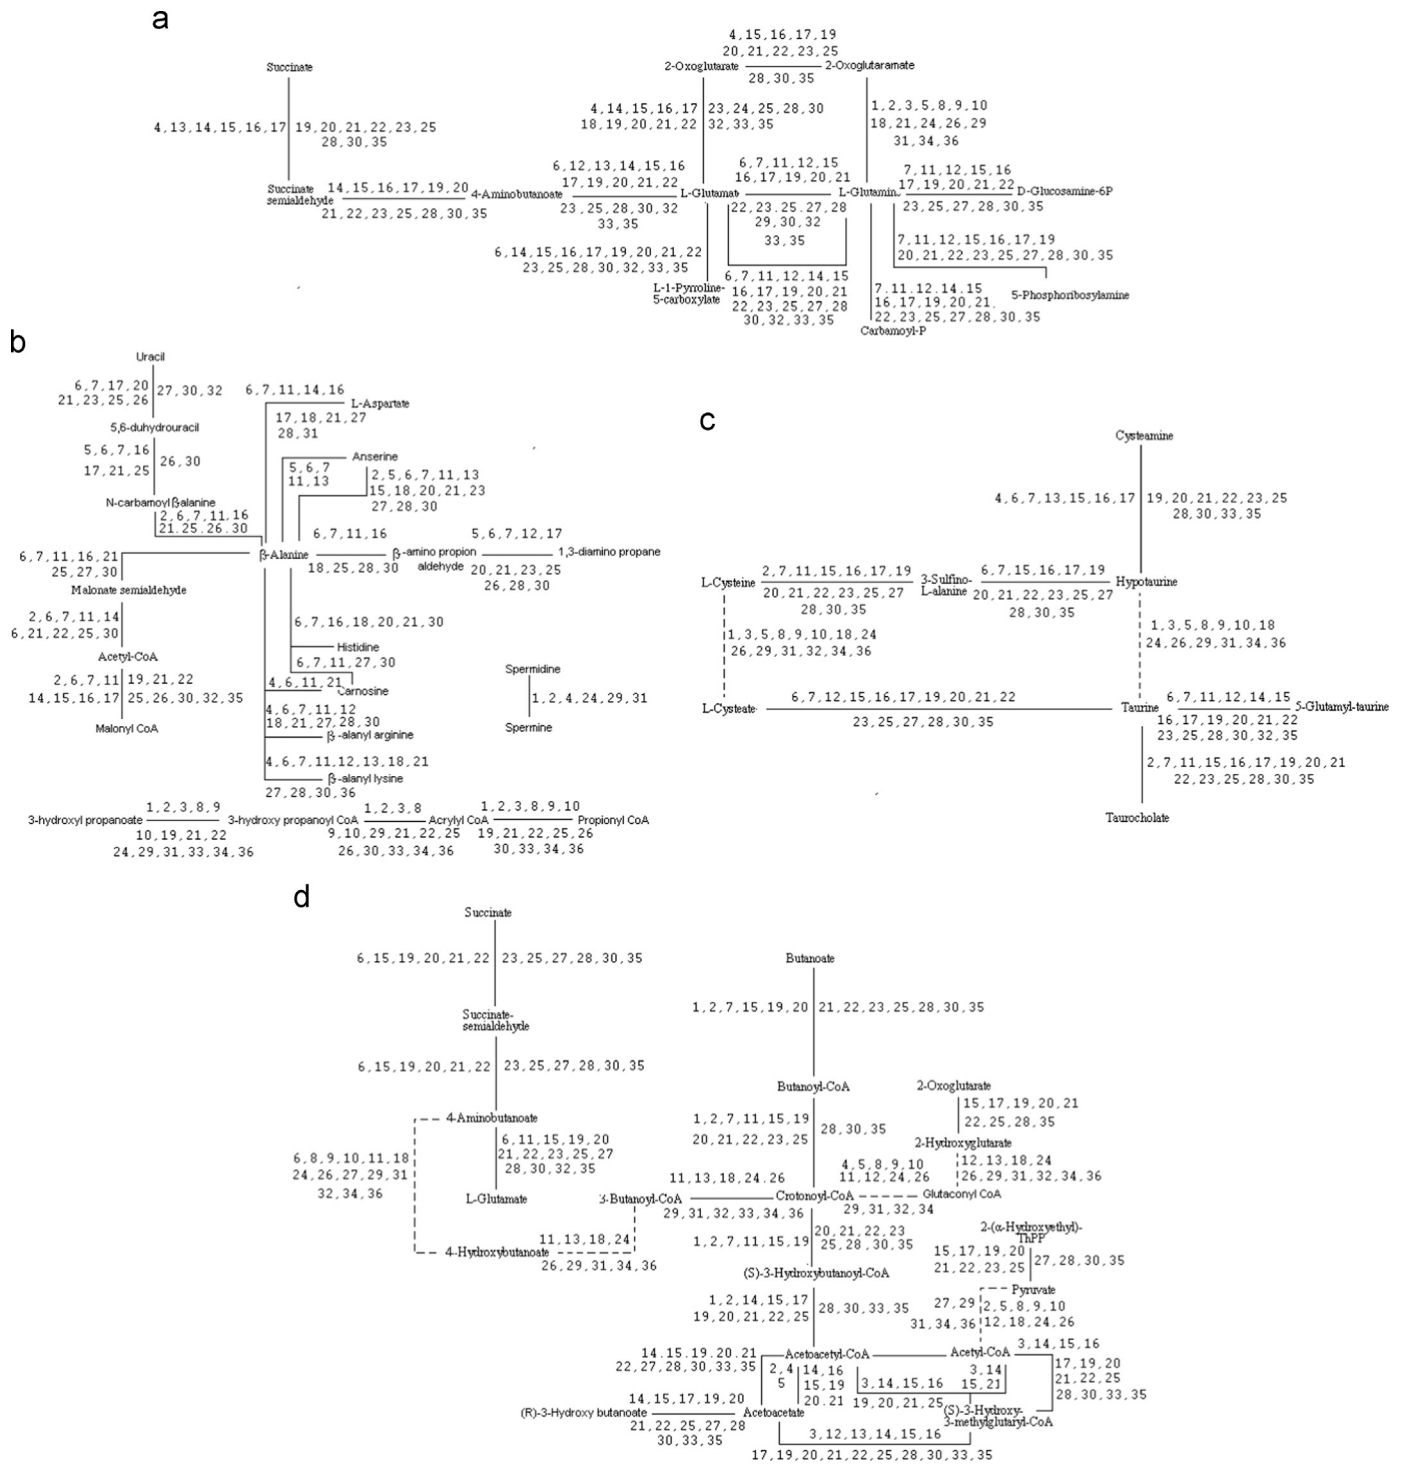 a
4,15,16,17,19
20,21,22,23,25
Succinate
2-Oxoglutarate
2-Oxoglutaramate
28,30,35
4,14,15,16,17
18,19,20,21,22
23,24,25,28,30
32,33,35
1,2,3,5,8,9,10
18,21,24,26,29
31,34,36
4,13,14,15,16,17
19,20,21,22,23,25
28,30,35
6,12,13,14,15,16
17,19,20,21,22
6,7,11,12,15
16,17,19,20,21
7,11,12,15,16
17,19,20,21,22
Succinate
semialdehyde
14,15,16,17,19,20
21,22,23,25,28,30,35
4-Aminobutanoate
23,25,28,30,32
33,35
L-Glutamat
22,23,25,27,28
29,30,32
33,35
L-Glutamin
D-Glucosamine-6P
23,25,27,28,30,35
6,14,15,16,17,19,20,21,22
23,25,28,30,32,33,35
7,11,12,15,16,17,19
20,21,22,23,25,27,28,30,35
L-1-Pyrroline-
5-carboxylate
6,7,11,12,14,15
16,17,19,20,21
22,23,25,27,28
30,32,33,35
7,11,12,14,15
16,17,19,20,21
22,23,25,27,28,30,35
5-Phosphoribosylamine
Carbamoyl-P
b
Uracil
6,7,17,20
21,23,25,26
27,30,32
6,7,11,14,16
L-Aspartate
17,18,21,27
28,31
5,6-duhydrouracil
5,6,7,16
17,21,25
26,30
Anserine
5,6,7
11,13
2,5,6,7,11,13
15,18,20,21,23
27,28,30
N-carbamoyl β-alanine
2,6,7,11,16
21,25,26,30
6,7,11,16
5,6,7,12,17
β-Alanine
β-amino propion
aldehyde
1,3-diamino propane
18,25,28,30
20,21,23,25
26,28,30
6,7,11,16,21
25,27,30
Malonate semialdehyde
2,6,7,11,14
6,21,22,25,30
6,7,16,18,20,21,30
Histidine
6,7,11,27,30
Acetyl-CoA
2,6,7,11
14,15,16,17
19,21,22
25,26,30,32,35
4,6,11,21
Carnosine
Spermidine
1,2,4,24,29,31
Spermine
4,6,7,11,12
18,21,27,28,30
Malonyl CoA
β-alanyl arginine
4,6,7,11,12,13,18,21
β-alanyl lysine
27,28,30,36
1,2,3,8,9
1,2,3,8
1,2,3,8,9,10
3-hydroxyl propanoate
3-hydroxy propanoyl CoA
Acrylyl CoA
Propionyl CoA
10,19,21,22
24,29,31,33,34,36
9,10,29,21,22,25
26,30,33,34,36
19,21,22,25,26
30,33,34,36
c
Cysteamine
4,6,7,13,15,16,17
19,20,21,22,23,25
28,30,33,35
L-Cysteine
2,7,11,15,16,17,19
20,21,22,23,25,27
28,30,35
3-Sulfino-
L-alanine
6,7,15,16,17,19
20,21,22,23,25,27
28,30,35
Hypotaurine
1,3,5,8,9,10,18,24
26,29,31,32,34,36
1,3,5,8,9,10,18
24,26,29,31,34,36
6,7,12,15,16,17,19,20,21,22
6,7,11,12,14,15
L-Cysteate
Taurine
5-Glutamyl-taurine
23,25,27,28,30,35
16,17,19,20,21,22
23,25,28,30,32,35
2,7,11,15,16,17,19,20,21
22,23,25,28,30,35
Taurocholate
d
Succinate
6,15,19,20,21,22
23,25,27,28,30,35
Butanoate
1,2,7,15,19,20
21,22,23,25,28,30,35
Succinate-
semialdehyde
6,15,19,20,21,22
23,25,27,28,30,35
Butanoyl-CoA
2-Oxoglutarate
15,17,19,20,21
22,25,28,35
4-Aminobutanoate
1,2,7,11,15,19
20,21,22,23,25
28,30,35
2-Hydroxyglutarate
6,11,15,19,20
21,22,23,25,27
28,30,32,35
6,8,9,10,11,18
24,26,27,29,31
32,34,36
4,5,8,9,10
11,12,24,26
12,13,18,24
26,29,31,32,34,36
11,13,18,24,26
L-Glutamate
3-Butanoyl-CoA
Crotonoyl-CoA
Glutaconyl CoA
29,31,32,33,34,36
29,31,32,34
1,2,7,11,15,19
20,21,22,23
25,28,30,35
2-(α-Hydroxyethyl)-
ThPP
11,13,18,24
4-Hydroxybutanoate
26,29,31,34,36
15,17,19,20
21,22,23,25
27,28,30,35
(S)-3-Hydroxybutanoyl-CoA
Pyruvate
1,2,14,15,17
19,20,21,22,25
28,30,33,35
27,29
31,34,36
2,5,8,9,10
12,18,24,26
14,15,19,20,21
22,27,28,30,33,35
Acetoacetyl-CoA
Acetyl-CoA
3,14,15,16
17,19,20
21,22,25
28,30,33,35
2,4
5
14,16
15,19
20,21
3,14,15,16
19,20,21,25
3,14
15,21
14,15,17,19,20
(R)-3-Hydroxy butanoate
21,22,25,27,28
30,33,35
Acetoacetate
(S)-3-Hydroxy-
3-methylglutaryl-CoA
3,12,13,14,15,16
17,19,20,21,22,25,28,30,33,35